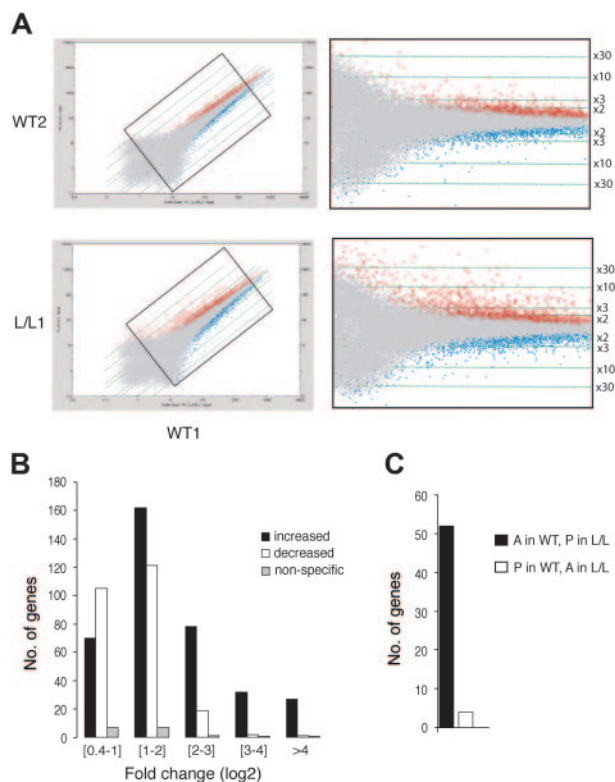 A
WT2
x30
x10
x3
x2
x2
x3
x10
x30
L/L1
x30
x10
x3
x2
x2
x3
x10
x30
WT1
B
180
160
140
120
100
80
60
40
20
0
No. of genes
increased
decreased
non-specific
[0.4-1]
[1-2]
[2-3]
[3-4]
>4
Fold change (log2)
C
60
50
40
30
20
10
0
No. of genes
A in WT, P in L/L
P in WT, A in L/L